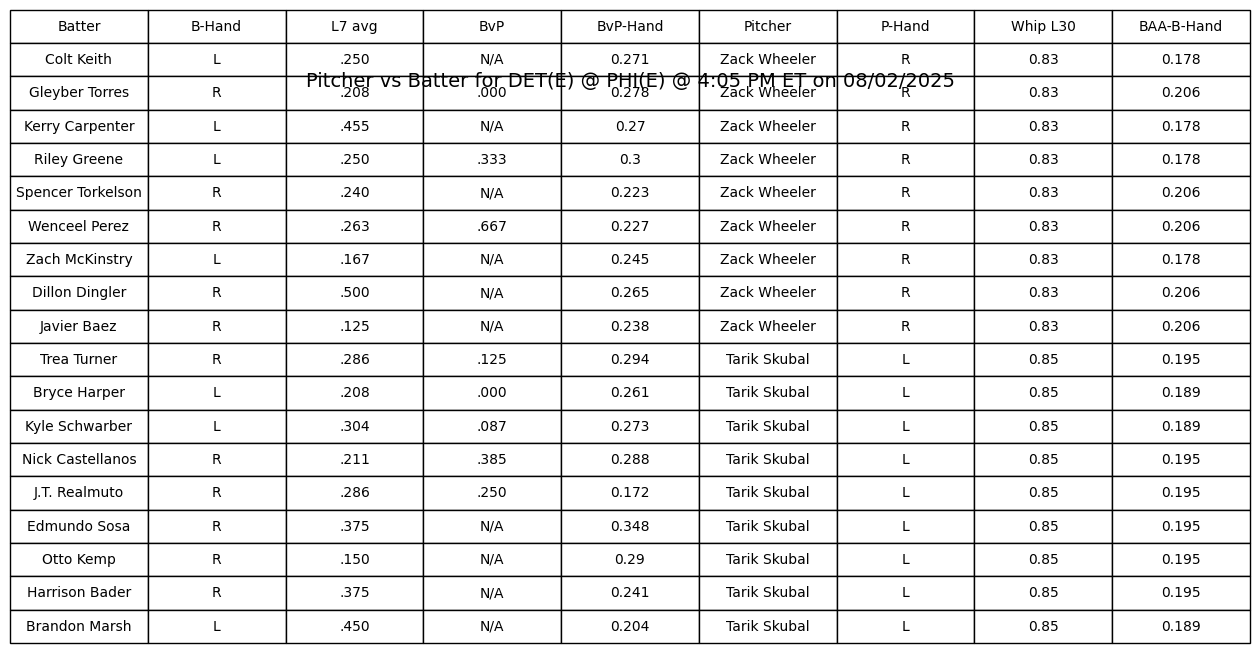 Batter B-Hand L7 avg BvP BvP-Hand Pitcher P-Hand Whip L30 BAA-B-Hand
Colt Keith L .250 N/A 0.271 Zack Wheeler R 0.83 0.178
Pitcher vs Batter for DET(E) @ PHI(E) @ 4:05 PM ET on 08/02/2025
Gleyber Torres R .208 .000 0.278 Zack Wheeler R 0.83 0.206
Kerry Carpenter L .455 N/A 0.27 Zack Wheeler R 0.83 0.178
Riley Greene L .250 .333 0.3 Zack Wheeler R 0.83 0.178
Spencer Torkelson R .240 N/A 0.223 Zack Wheeler R 0.83 0.206
Wenceel Perez R .263 .667 0.227 Zack Wheeler R 0.83 0.206
Zach McKinstry L .167 N/A 0.245 Zack Wheeler R 0.83 0.178
Dillon Dingler R .500 N/A 0.265 Zack Wheeler R 0.83 0.206
Javier Baez R .125 N/A 0.238 Zack Wheeler R 0.83 0.206
Trea Turner R .286 .125 0.294 Tarik Skubal L 0.85 0.195
Bryce Harper L .208 .000 0.261 Tarik Skubal L 0.85 0.189
Kyle Schwarber L .304 .087 0.273 Tarik Skubal L 0.85 0.189
Nick Castellanos R .211 .385 0.288 Tarik Skubal L 0.85 0.195
J.T. Realmuto R .286 .250 0.172 Tarik Skubal L 0.85 0.195
Edmundo Sosa R .375 N/A 0.348 Tarik Skubal L 0.85 0.195
Otto Kemp R .150 N/A 0.29 Tarik Skubal L 0.85 0.195
Harrison Bader R .375 N/A 0.241 Tarik Skubal L 0.85 0.195
Brandon Marsh L .450 N/A 0.204 Tarik Skubal L 0.85 0.189